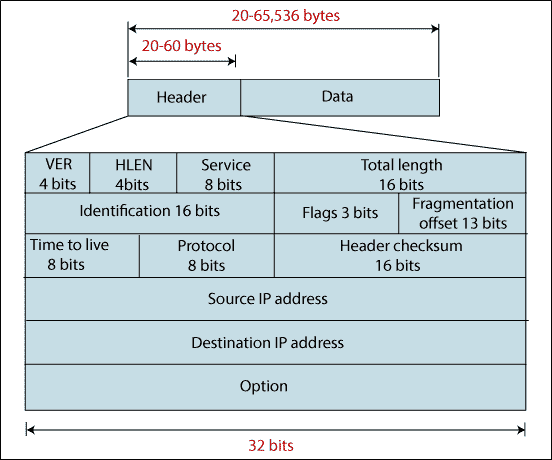 20-65,536 bytes
20-60 bytes
Header
Data
VER
4 bits
HLEN
4bits
Service
8 bits
Total length
16 bits
Identification 16 bits
Flags 3 bits
Fragmentation
offset 13 bits
Time to live
8 bits
Protocol
8 bits
Header checksum
16 bits
Source IP address
Destination IP address
Option
32 bits